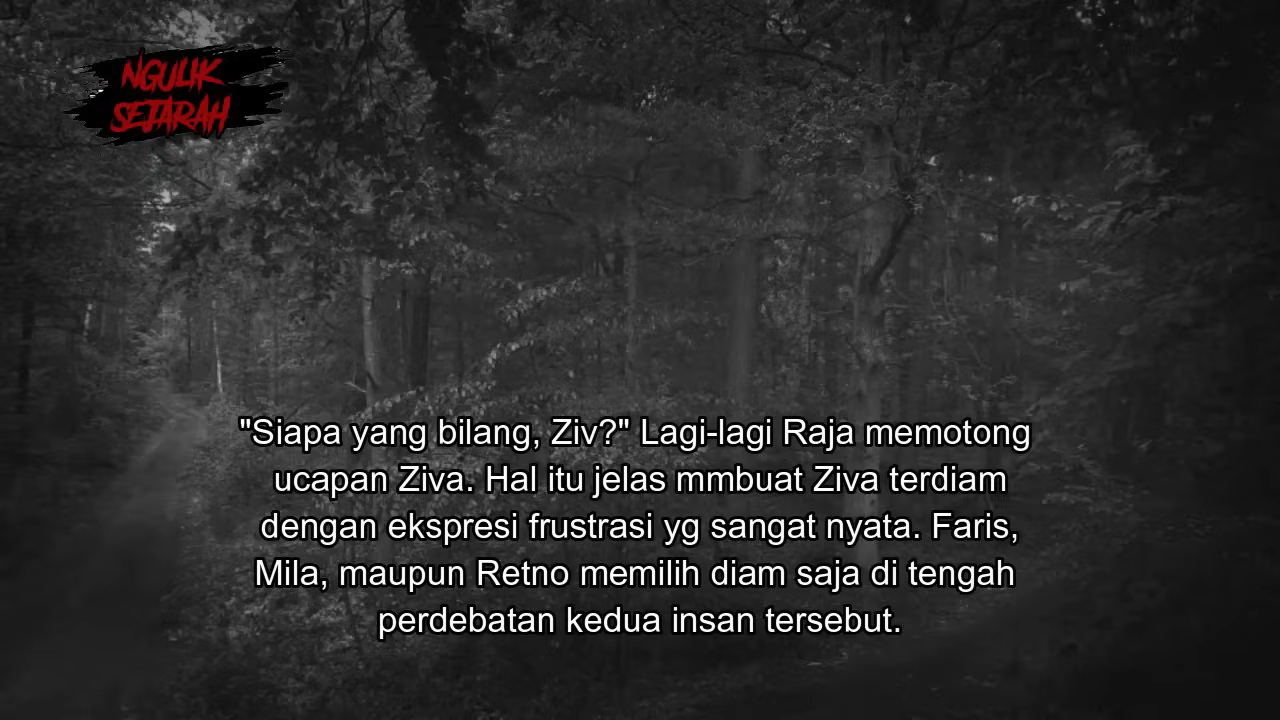 NGULIK
SEJARAH
"Siapa yang bilang, Ziv?" Lagi-lagi Raja memotong
ucapan Ziva. Hal itu jelas mmbuat Ziva terdiam
dengan ekspresi frustrasi yg sangat nyata. Faris,
Mila, maupun Retno memilih diam saja di tengah
perdebatan kedua insan tersebut.